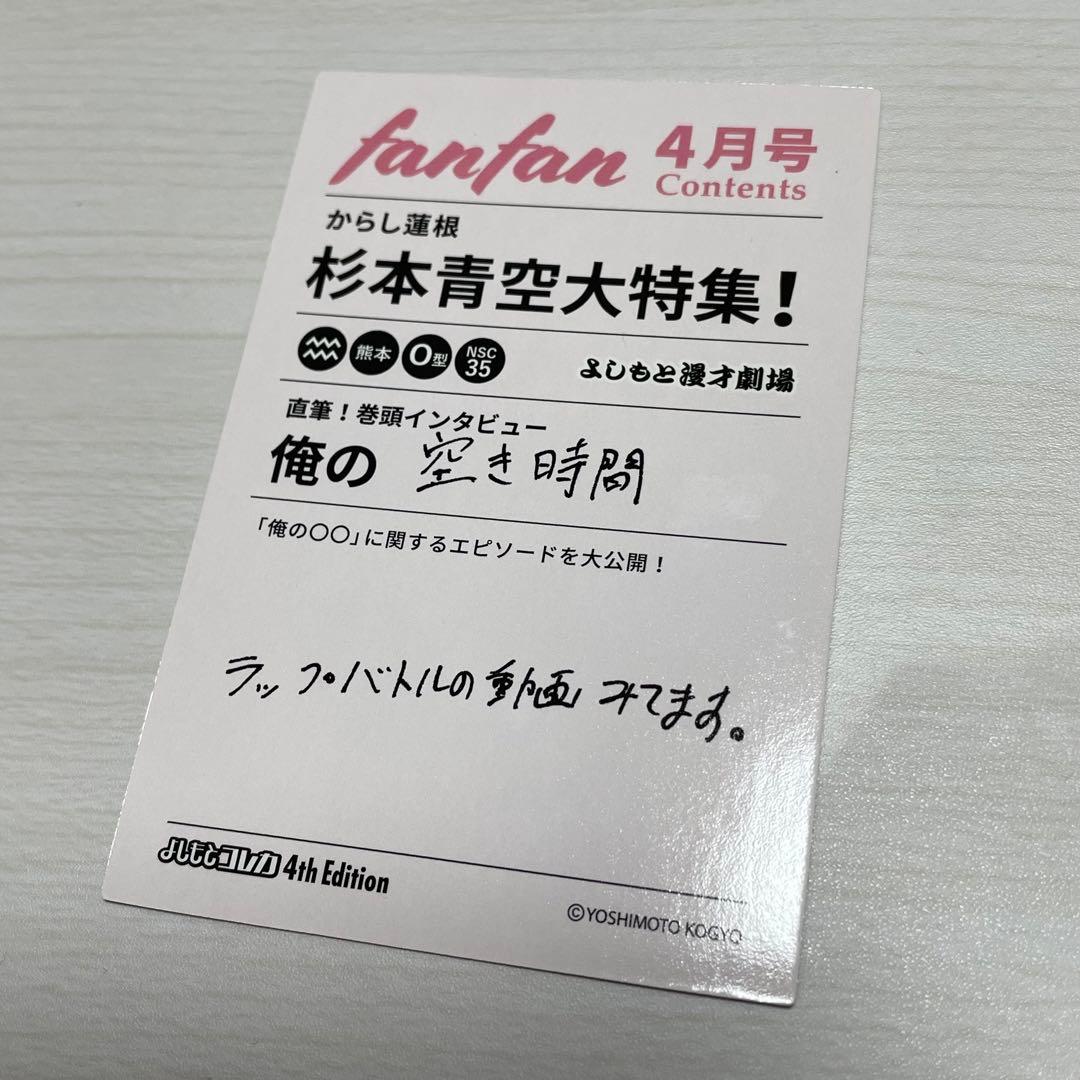 fanfan 4月号
Contents
からし蓮根
杉本青空大特集!
熊本 O型 NSC 35 よしもと漫才劇場
直筆!巻頭インタビュー
俺の 空き時間
「俺の〇〇」に関するエピソードを大公開!
ラップバトルの動画みてます。
よしもとコレカ 4th Edition
©YOSHIMOTO KOGYO